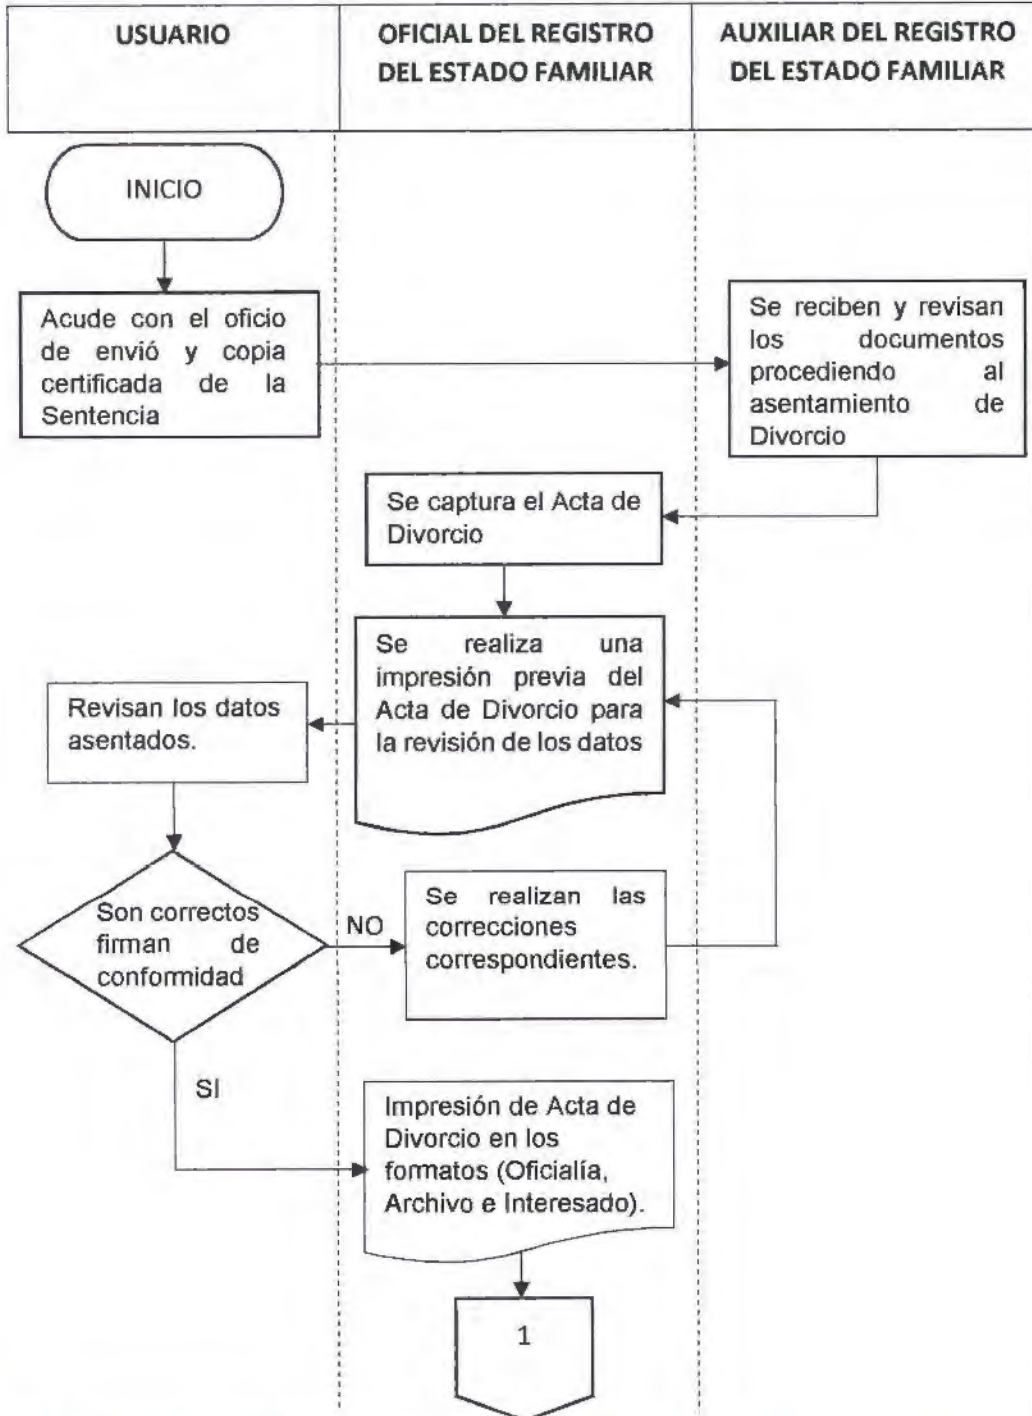 USUARIO
OFICIAL DEL REGISTRO
DEL ESTADO FAMILIAR
AUXILIAR DEL REGISTRO
DEL ESTADO FAMILIAR
INICIO
Acude con el oficio
de envió y copia
certificada de la
Sentencia
Se reciben y revisan
los documentos
procediendo al
asentamiento de
Divorcio
Se captura el Acta de
Divorcio
Se realiza una
impresión previa del
Acta de Divorcio para
la revisión de los datos
Revisan los datos
asentados.
Son correctos
firman de
conformidad
NO
Se realizan las
correcciones
correspondientes.
SI
Impresión de Acta de
Divorcio en los
formatos (Oficialía,
Archivo e Interesado).
1